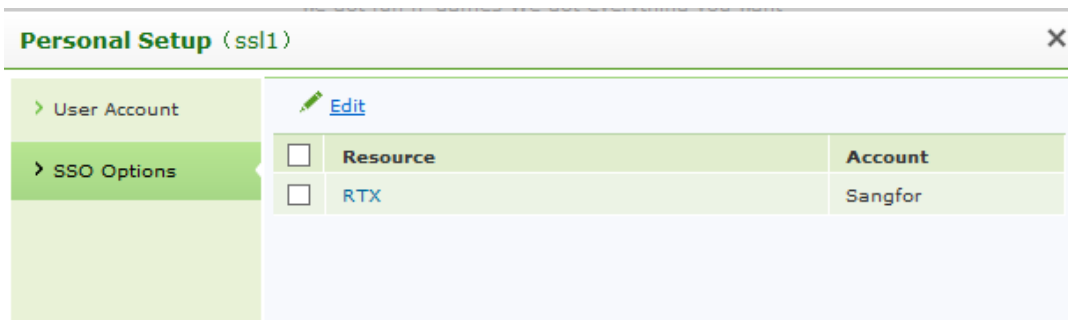 Personal Setup（ssl1）
User Account
SSO Options
Edit
Resource Account
RTX Sangfor